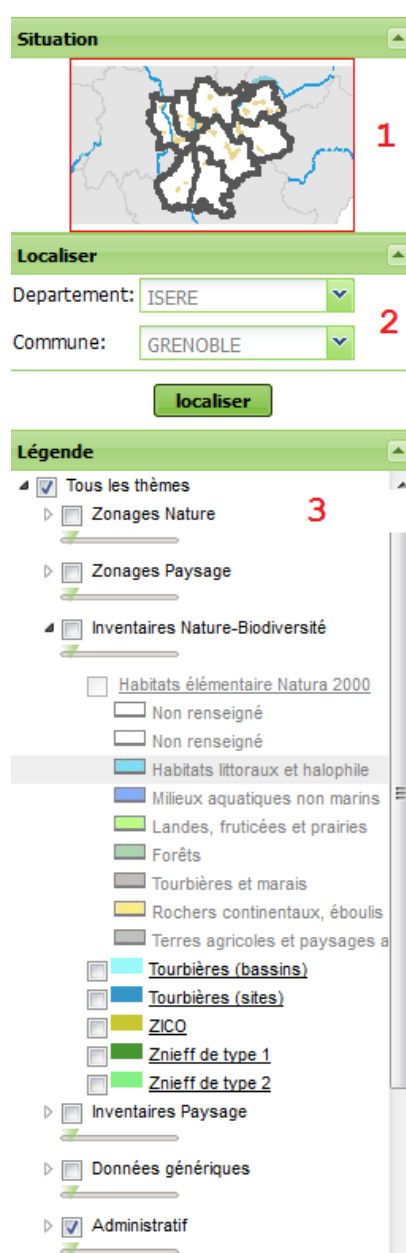 Situation
1
Localiser
Departement: ISERE
2
Commune: GRENOBLE
localiser
Légende
Tous les thèmes
3
Zonages Nature
Zonages Paysage
Inventaires Nature-Biodiversité
Habitats élémentaire Natura 2000
Non renseigné
Non renseigné
Habitats littoraux et halophile
Milieux aquatiques non marins
Landes, fruticées et prairies
Forêts
Tourbières et marais
Rochers continentaux, éboulis
Terres agricoles et paysages a
Tourbières (bassins)
Tourbières (sites)
ZICO
Znieff de type 1
Znieff de type 2
Inventaires Paysage
Données génériques
Administratif